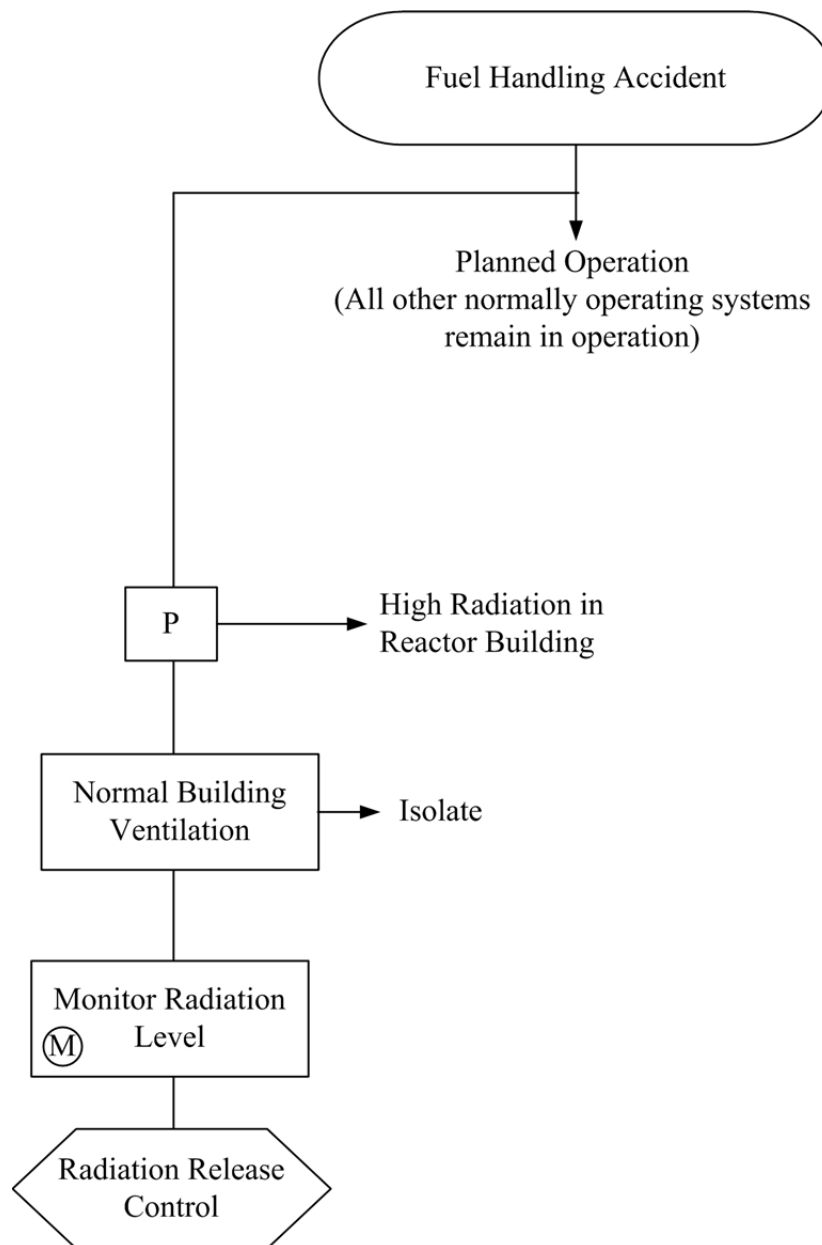 Fuel Handling Accident
Planned Operation
(All other normally operating systems
remain in operation)
P
High Radiation in
Reactor Building
Normal Building
Ventilation
Isolate
Monitor Radiation
Level
M
Radiation Release
Control